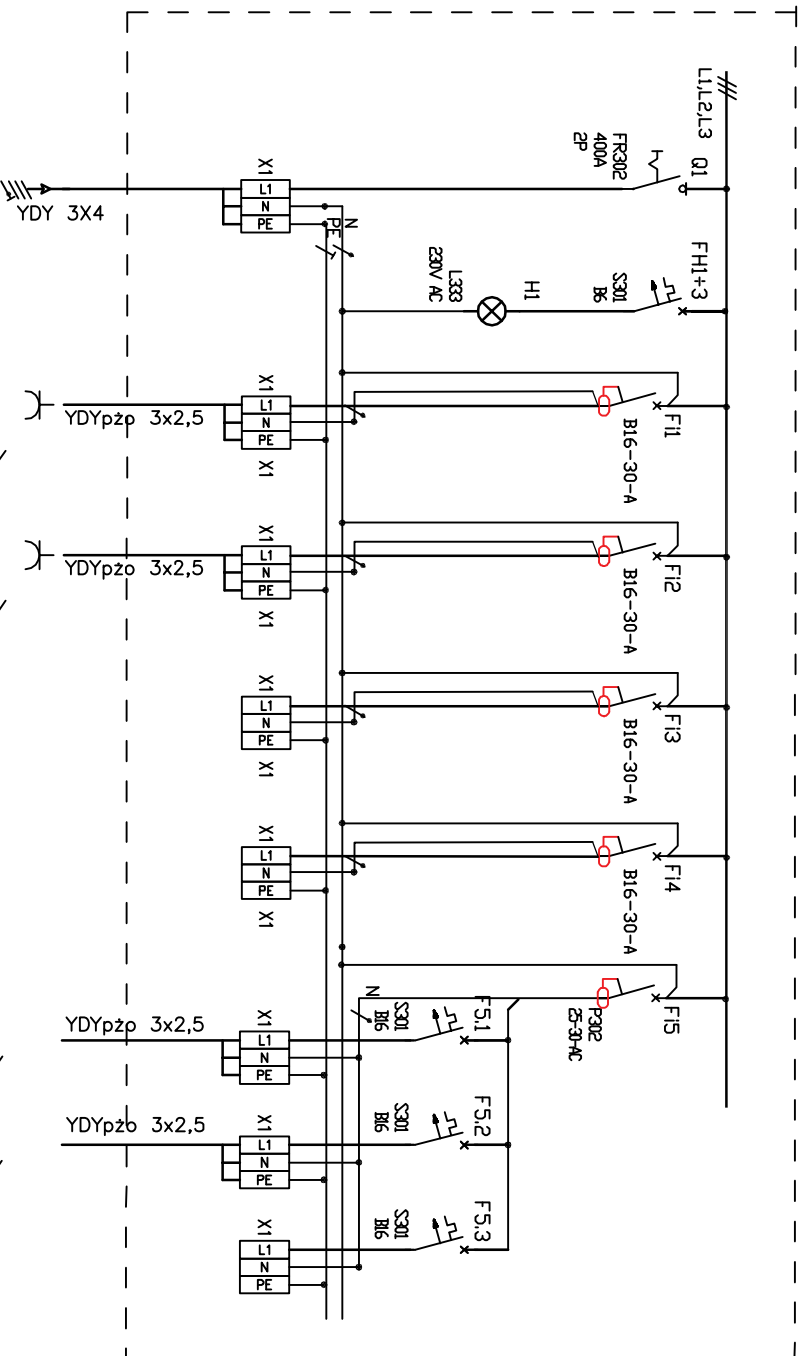 L1,L2,L3
Q1
FR302
400A
2P
X1
L1
N
PE
YDY 3X4
N
PE
FH1+3
S301
B6
H1
L333
230V AC
Fi1
B16-30-A
X1
L1
N
PE
X1
YDYpżo 3x2,5
Fi2
B16-30-A
X1
L1
N
PE
X1
YDYpżo 3x2,5
Fi3
B16-30-A
X1
L1
N
PE
X1
Fi4
B16-30-A
X1
L1
N
PE
X1
Fi5
P302
25-30-AC
N
F5.1
S301
B16
X1
L1
N
PE
YDYpżo 3x2,5
F5.2
S301
B16
X1
L1
N
PE
YDYpżo 3x2,5
F5.3
S301
B16
X1
L1
N
PE